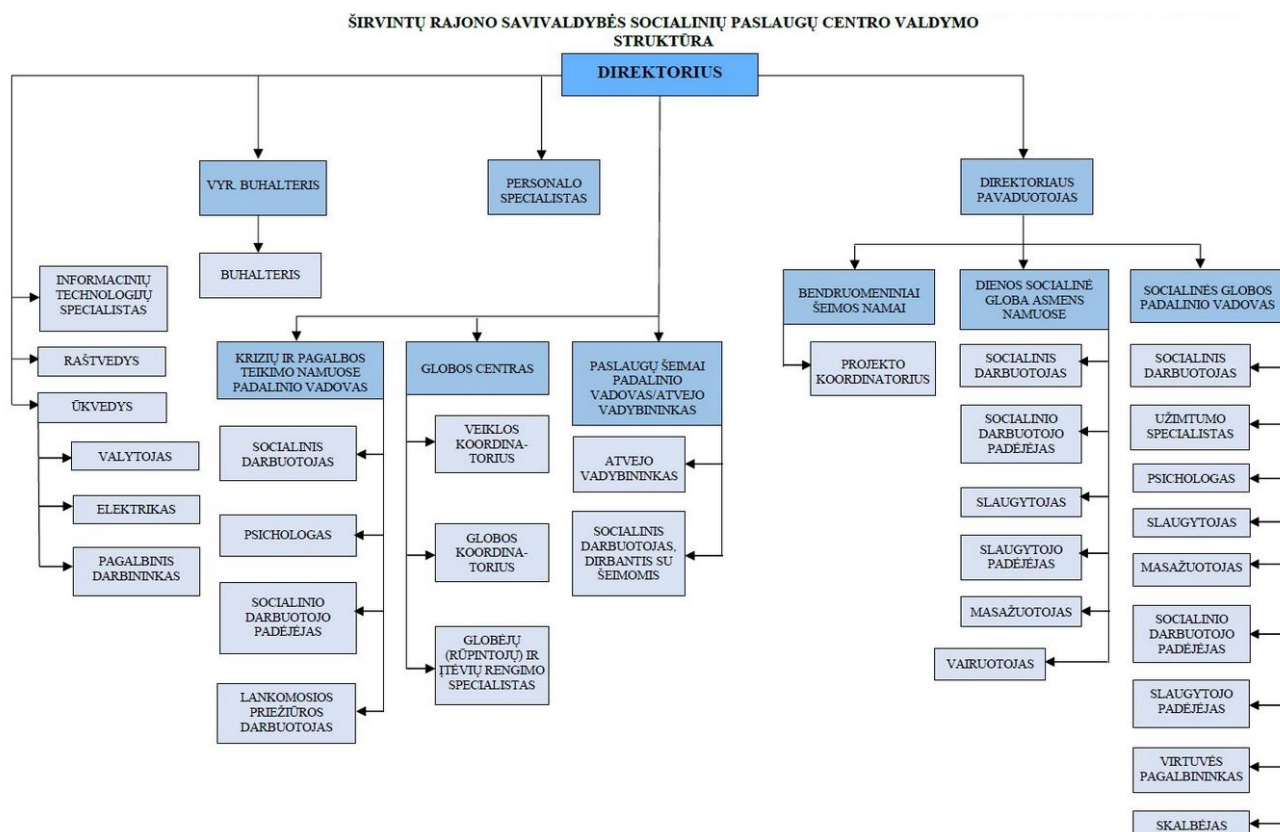 ŠIRVINTŲ RAJONO SAVIVALDYBĖS SOCIALINIŲ PASLAUGŲ CENTRO VALDYMO
STRUKTŪRA
DIREKTORIUS
VYR. BUHALTERIS
PERSONALO
SPECIALISTAS
DIREKTORIAUS
PAVADUOTOJAS
BUHALTERIS
INFORMACINIŲ
TECHNOLOGIJŲ
SPECIALISTAS
RAŠTVEDYS
ŪKVEDYS
VALYTOJAS
ELEKTRIKAS
PAGALBINIS
DARBININKAS
KRIZIŲ IR PAGALBOS
TEIKIMO NAMUOSE
PADALINIO VADOVAS
SOCIALINIS
DARBUOTOJAS
PSICHOLOGAS
SOCIALINIO
DARBUOTOJO
PADĖJĖJAS
LANKOMOSIOS
PRIEŽIŪROS
DARBUOTOJAS
GLOBOS CENTRAS
VEIKLOS
KOORDINA-
TORIUS
GLOBOS
KOORDINA-
TORIUS
GLOBĖJŲ
(RŪPINTOJŲ) IR
ĮTĖVIŲ RENGIMO
SPECIALISTAS
PASLAUGŲ ŠEIMAI
PADALINIO
VADOVAS/ATVEJO
VADYBININKAS
ATVEJO
VADYBININKAS
SOCIALINIS
DARBUOTOJAS,
DIRBANTIS SU
ŠEIMOMIS
BENDRUOMENINIAI
ŠEIMOS NAMAI
PROJEKTO
KOORDINATORIUS
DIENOS SOCIALINĖ
GLOBA ASMENS
NAMUOSE
SOCIALINIS
DARBUOTOJAS
SOCIALINIO
DARBUOTOJO
PADĖJĖJAS
SLAUGYTOJAS
SLAUGYTOJO
PADĖJĖJAS
MASAŽUOTOJAS
VAIRUOTOJAS
SOCIALINĖS GLOBOS
PADALINIO VADOVAS
SOCIALINIS
DARBUOTOJAS
UŽIMTUMO
SPECIALISTAS
PSICHOLOGAS
SLAUGYTOJAS
MASAŽUOTOJAS
SOCIALINIO
DARBUOTOJO
PADĖJĖJAS
SLAUGYTOJO
PADĖJĖJAS
VIRTUVĖS
PAGALBININKAS
SKALBĖJAS